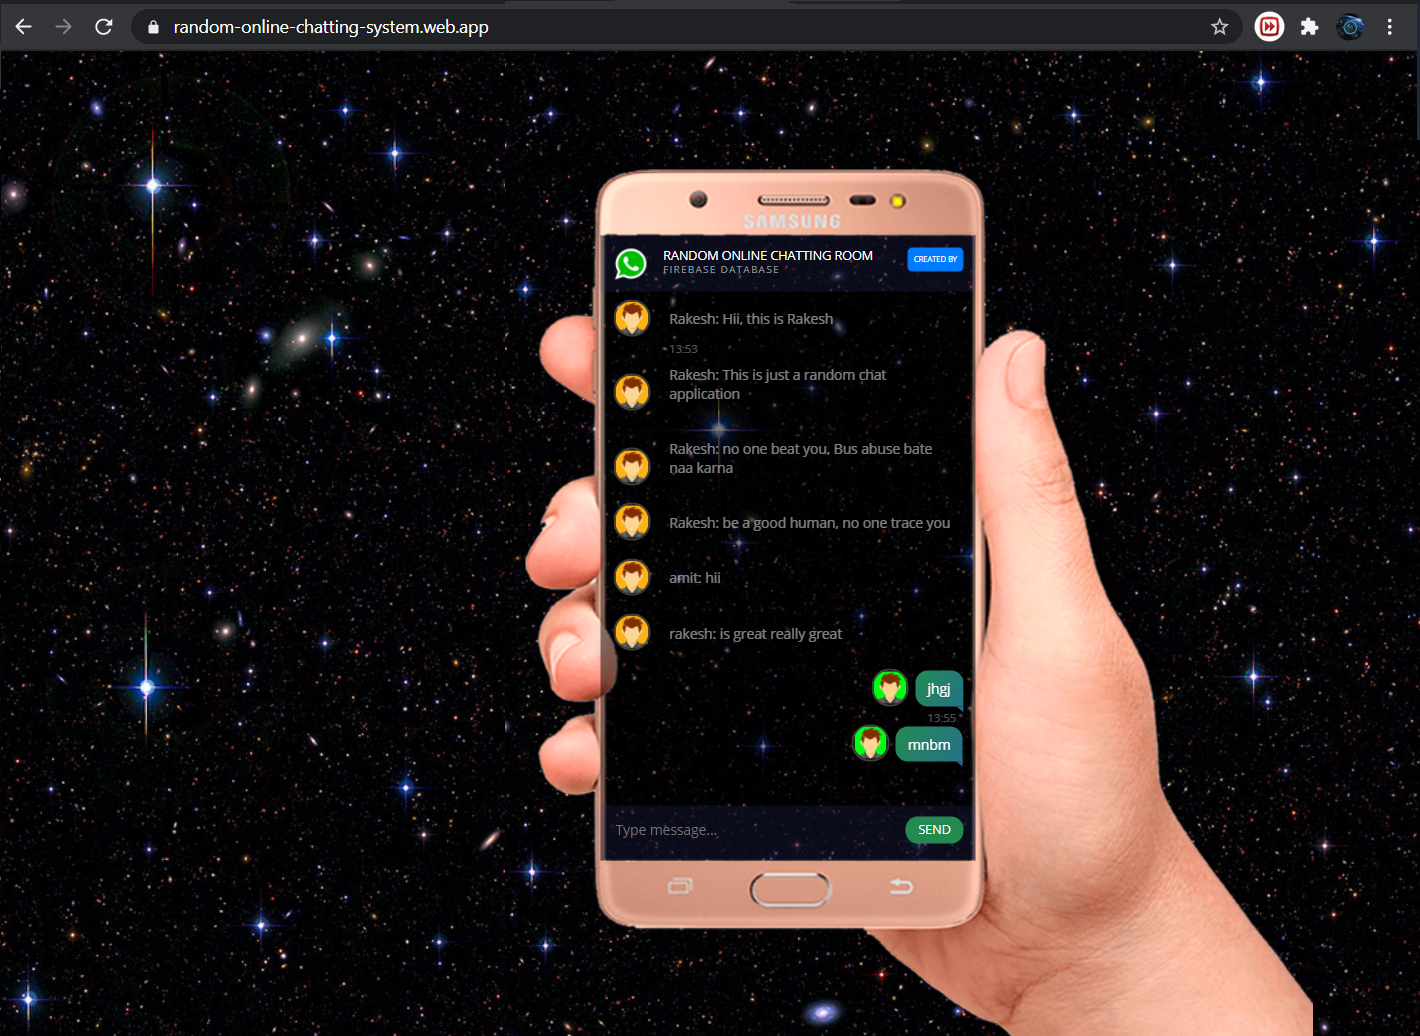 random-online-chatting-system.web.app
SAMSUNG
RANDOM ONLINE CHATTING ROOM
FIREBASE DATABASE
CREATED BY
Rakesh: Hii, this is Rakesh
13:53
Rakesh: This is just a random chat
application
Rakesh: no one beat you, Bus abuse bate
naa karna
Rakesh: be a good human, no one trace you
amit: hii
rakesh: is great really great
jhgj
13:55
mnbm
Type message...
SEND